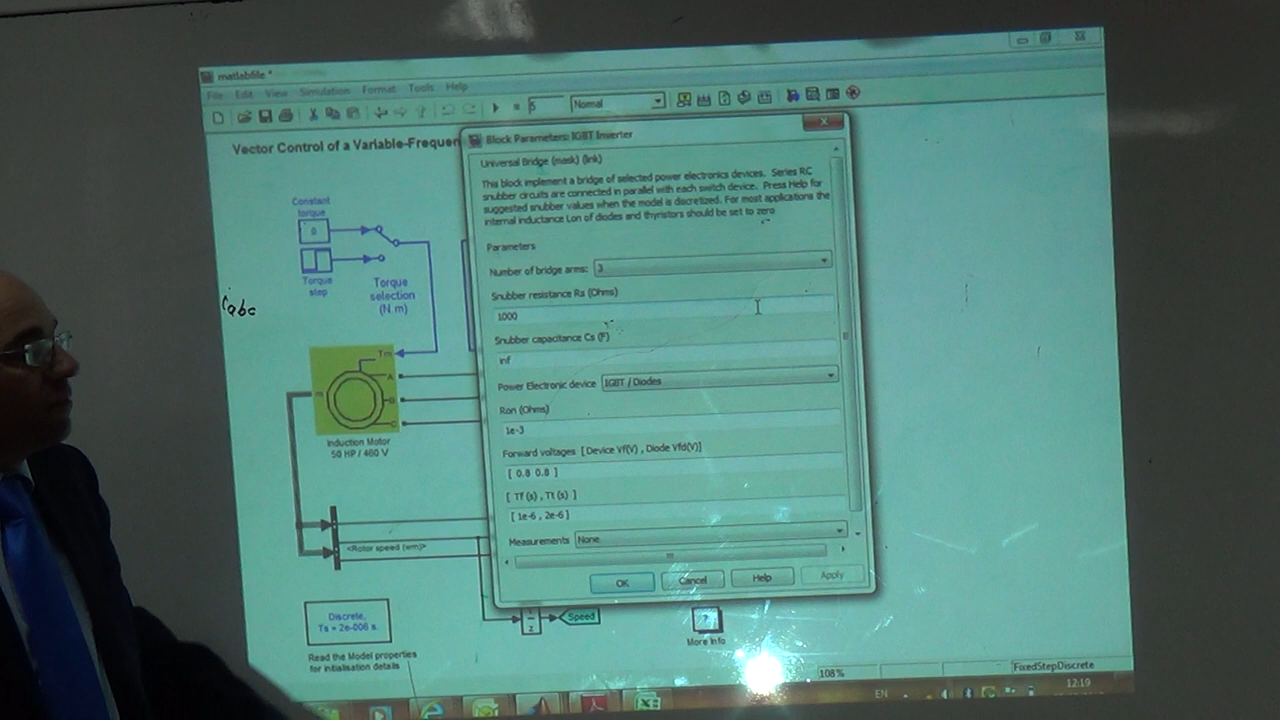 matlabfile *
File Edit View Simulation Format Tools Help
5 Normal
Vector Control of a Variable-Frequen
Block Parameters: IGBT Inverter
Universal Bridge (mask) (link)
This block implement a bridge of selected power electronics devices. Series RC
snubber circuits are connected in parallel with each switch device. Press Help for
suggested snubber values when the model is discretized. For most applications the
internal inductance Lon of diodes and thyristors should be set to zero
Parameters
Number of bridge arms: 3
Snubber resistance Rs (Ohms)
1000
Snubber capacitance Cs (F)
inf
Power Electronic device IGBT / Diodes
Ron (Ohms)
1e-3
Forward voltages [ Device Vf(V) , Diode Vfd(V)]
[ 0.8 0.8 ]
[ Tf (s) , Tt (s) ]
[ 1e-6 , 2e-6 ]
Measurements None
OK Cancel Help Apply
Constant
torque
0
Torque
step
Torque
selection
(N.m)
iabc
Tm
m
A
B
C
Induction Motor
50 HP / 460 V
<Rotor speed (wm)>
Discrete,
Ts = 2e-006 s.
Read the Model properties
for initialisation details
z
Speed
?
More Info
108%
FixedStepDiscrete
EN
12:19